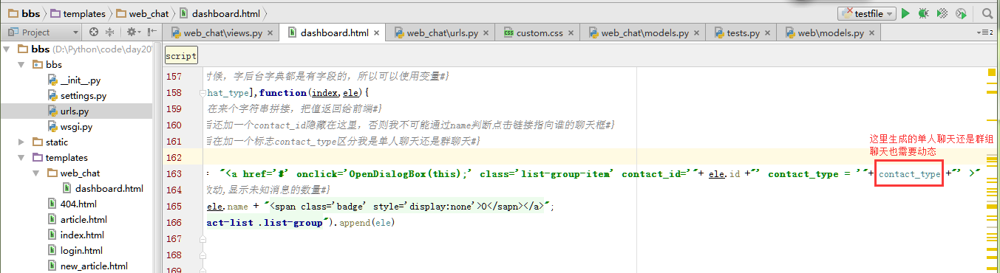 bbs templates web_chat dashboard.html testfile
Project web_chat\views.py dashboard.html web_chat\urls.py custom.css web_chat\models.py tests.py web\models.py
bbs (D:\Python\code\day20
bbs
__init__.py
settings.py
urls.py
wsgi.py
static
templates
web_chat
dashboard.html
404.html
article.html
index.html
login.html
new_article.html
script
157 时候，字后台字典都是有字段的，所以可以使用变量#}
158 hat_type],function(index,ele){
159 在来个字符串拼接，把值返回给前端#}
160 后还加一个contact_id隐藏在这里，否则我不可能通过name判断点击链接指向谁的聊天框#}
161 后在加一个标志contact_type区分我是单人聊天还是群聊天#}
这里生成的单人聊天还是群组
聊天也需要动态
162
163 = "<a href='#' onclick='OpenDialogBox(this);' class='list-group-item' contact_id='"+ ele.id +"' contact_type = '"+ contact_type +"' >"
164 改动,显示未知消息的数量#}
165 ele.name + "<span class='badge' style='display:none'>0</sapn></a>";
166 act-list .list-group").append(ele)
167
168
169